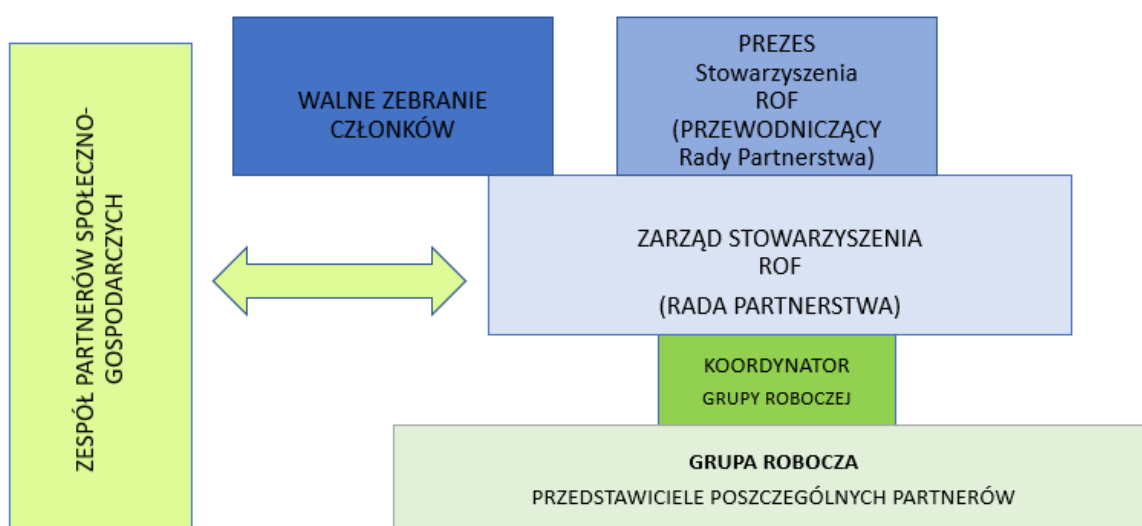 ZESPÓŁ PARTNERÓW SPOŁECZNO-
GOSPODARCZYCH
WALNE ZEBRANIE
CZŁONKÓW
PREZES
Stowarzyszenia
ROF
(PRZEWODNICZĄCY
Rady Partnerstwa)
ZARZĄD STOWARZYSZENIA
ROF
(RADA PARTNERSTWA)
KOORDYNATOR
GRUPY ROBOCZEJ
GRUPA ROBOCZA
PRZEDSTAWICIELE POSZCZEGÓLNYCH PARTNERÓW